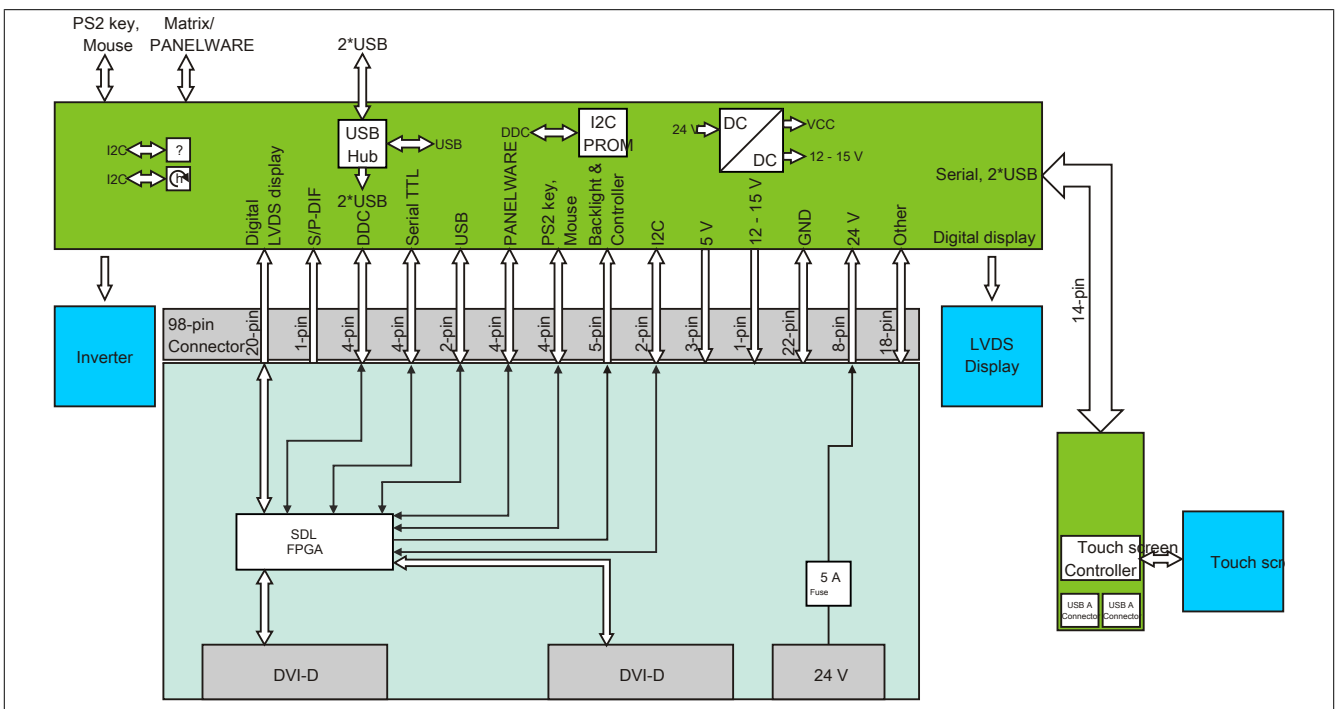 PS2 key,
Mouse
Matrix/
PANELWARE
2*USB
I2C
?
I2C
h
USB
Hub
USB
2*USB
DDC
I2C
PROM
24 V
DC
DC
VCC
12 - 15 V
Serial, 2*USB
Digital display
Digital
LVDS display
S/P-DIF
DDC
Serial TTL
USB
PANELWARE
PS2 key,
Mouse
Backlight &
Controller
I2C
5 V
12 - 15 V
GND
24 V
Other
98-pin
Connector
20-pin
1-pin
4-pin
4-pin
2-pin
4-pin
4-pin
5-pin
2-pin
3-pin
1-pin
22-pin
8-pin
18-pin
Inverter
LVDS
Display
14-pin
SDL
FPGA
5 A
Fuse
DVI-D
DVI-D
24 V
Touch screen
Controller
USB A
Connecto
USB A
Connecto
Touch scr